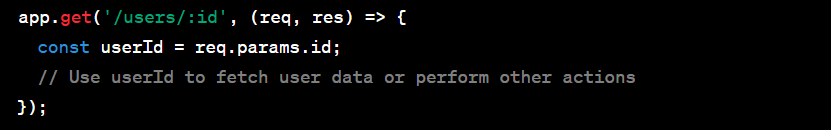 app.get('/users/:id', (req, res) => {
  const userId = req.params.id;
  // Use userId to fetch user data or perform other actions
});